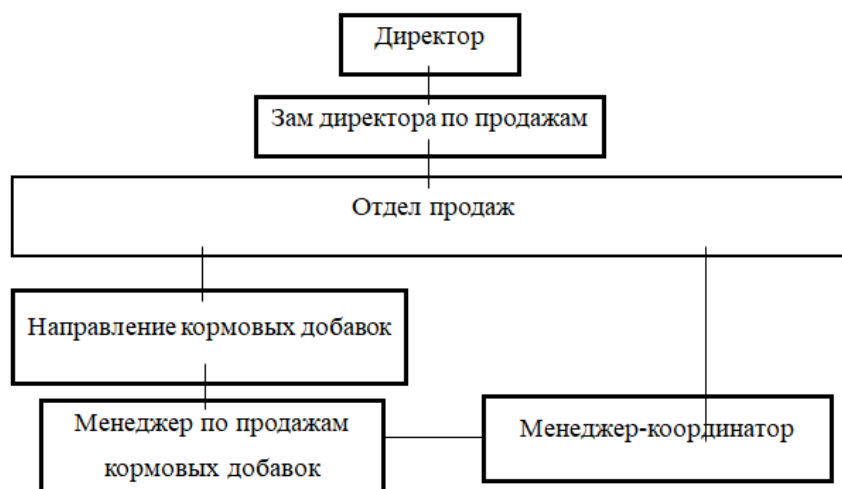 Директор
Зам директора по продажам
Отдел продаж
Направление кормовых добавок
Менеджер по продажам
кормовых добавок
Менеджер-координатор